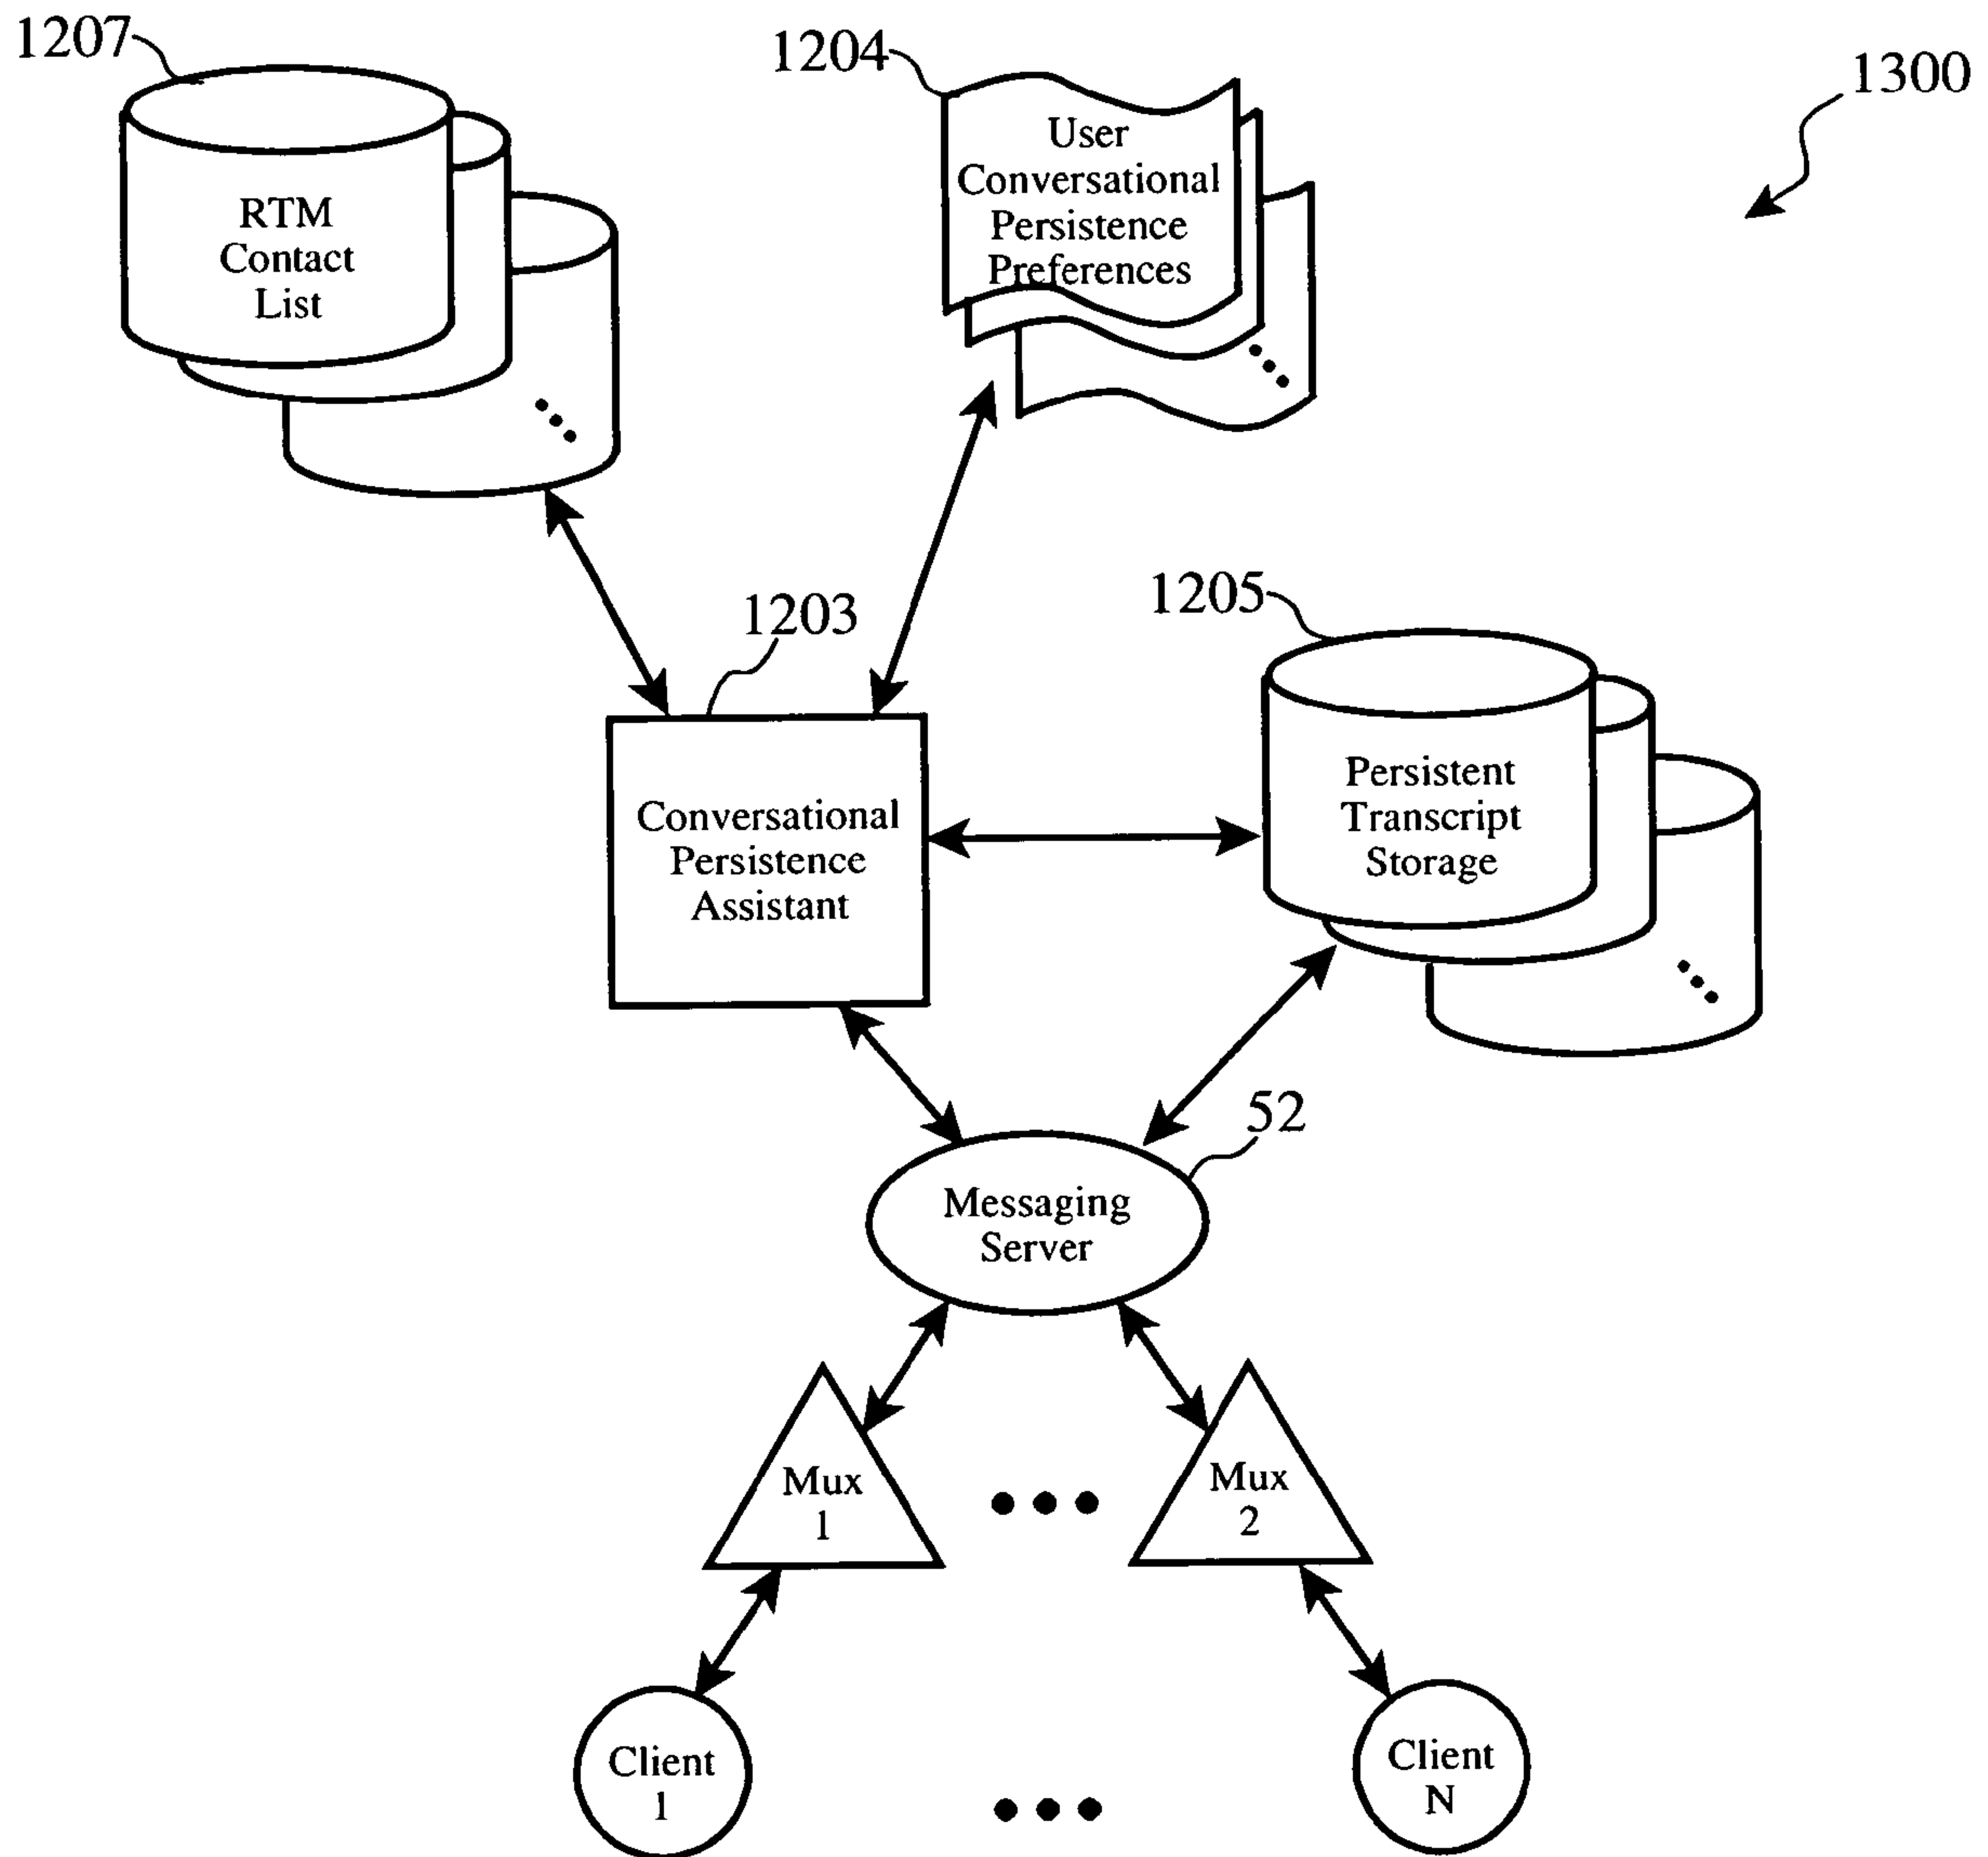 1207
1204
1300
RTM
Contact
List
User
Conversational
Persistence
Preferences
1203
1205
Conversational
Persistence
Assistant
Persistent
Transcript
Storage
52
Messaging
Server
Mux
1
Mux
2
Client
1
Client
N